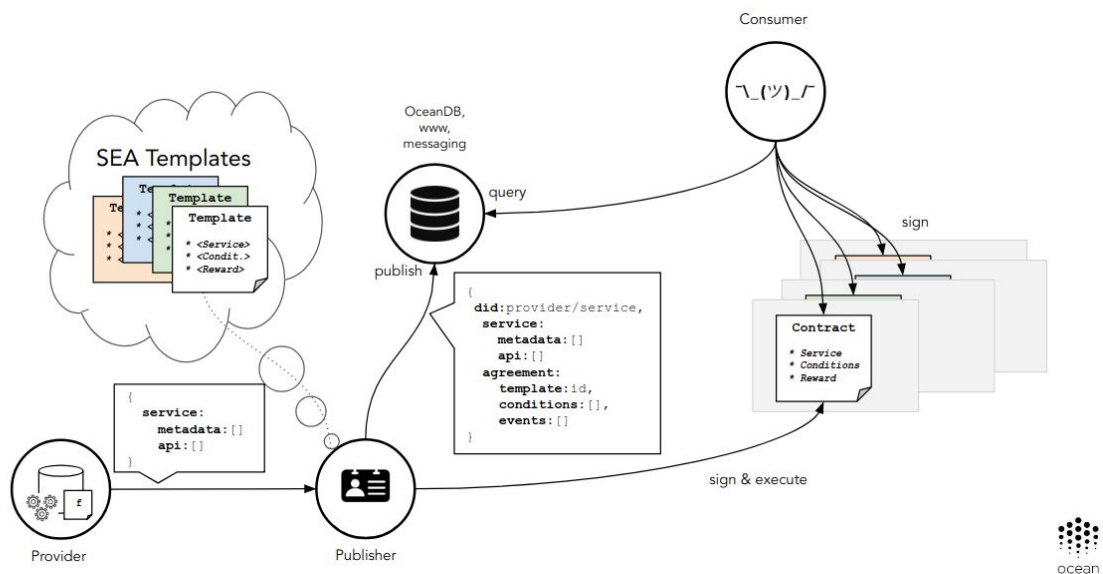 Consumer
¯\_(ツ)_/¯
OceanDB,
www,
messaging
SEA Templates
Template
* <Service>
* <Condit.>
* <Reward>
Template
query
sign
publish
{
did:provider/service,
service:
metadata:[]
api:[]
agreement:
template:id,
conditions:[],
events:[]
}
Contract
* Service
* Conditions
* Reward
{
service:
metadata:[]
api:[]
}
f
sign & execute
Provider
Publisher
ocean